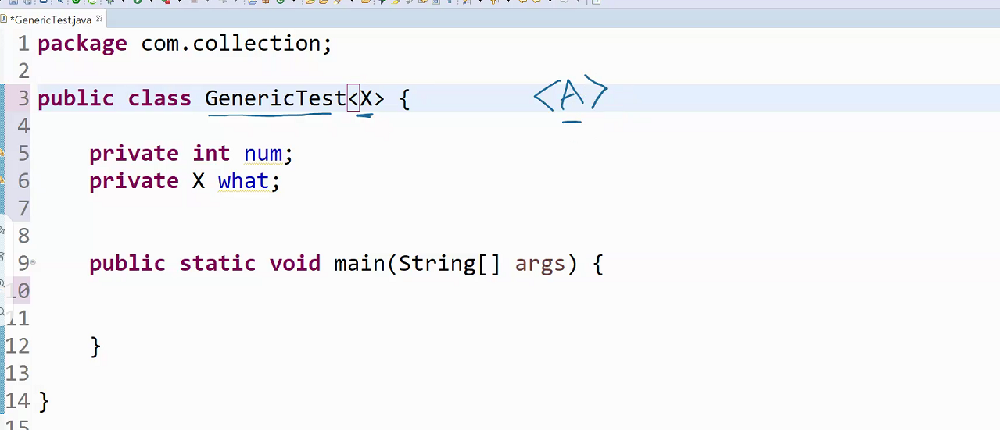 *GenericTest.java
1 package com.collection;
2
3 public class GenericTest<X> { <A>
4
5 private int num;
6 private X what;
7
8
9 public static void main(String[] args) {
10
11
12 }
13
14 }
15